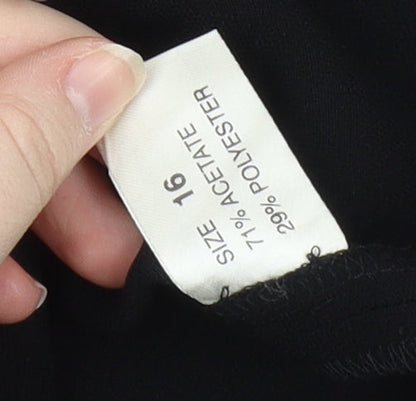 SIZE 16
71% ACETATE
29% POLYESTER